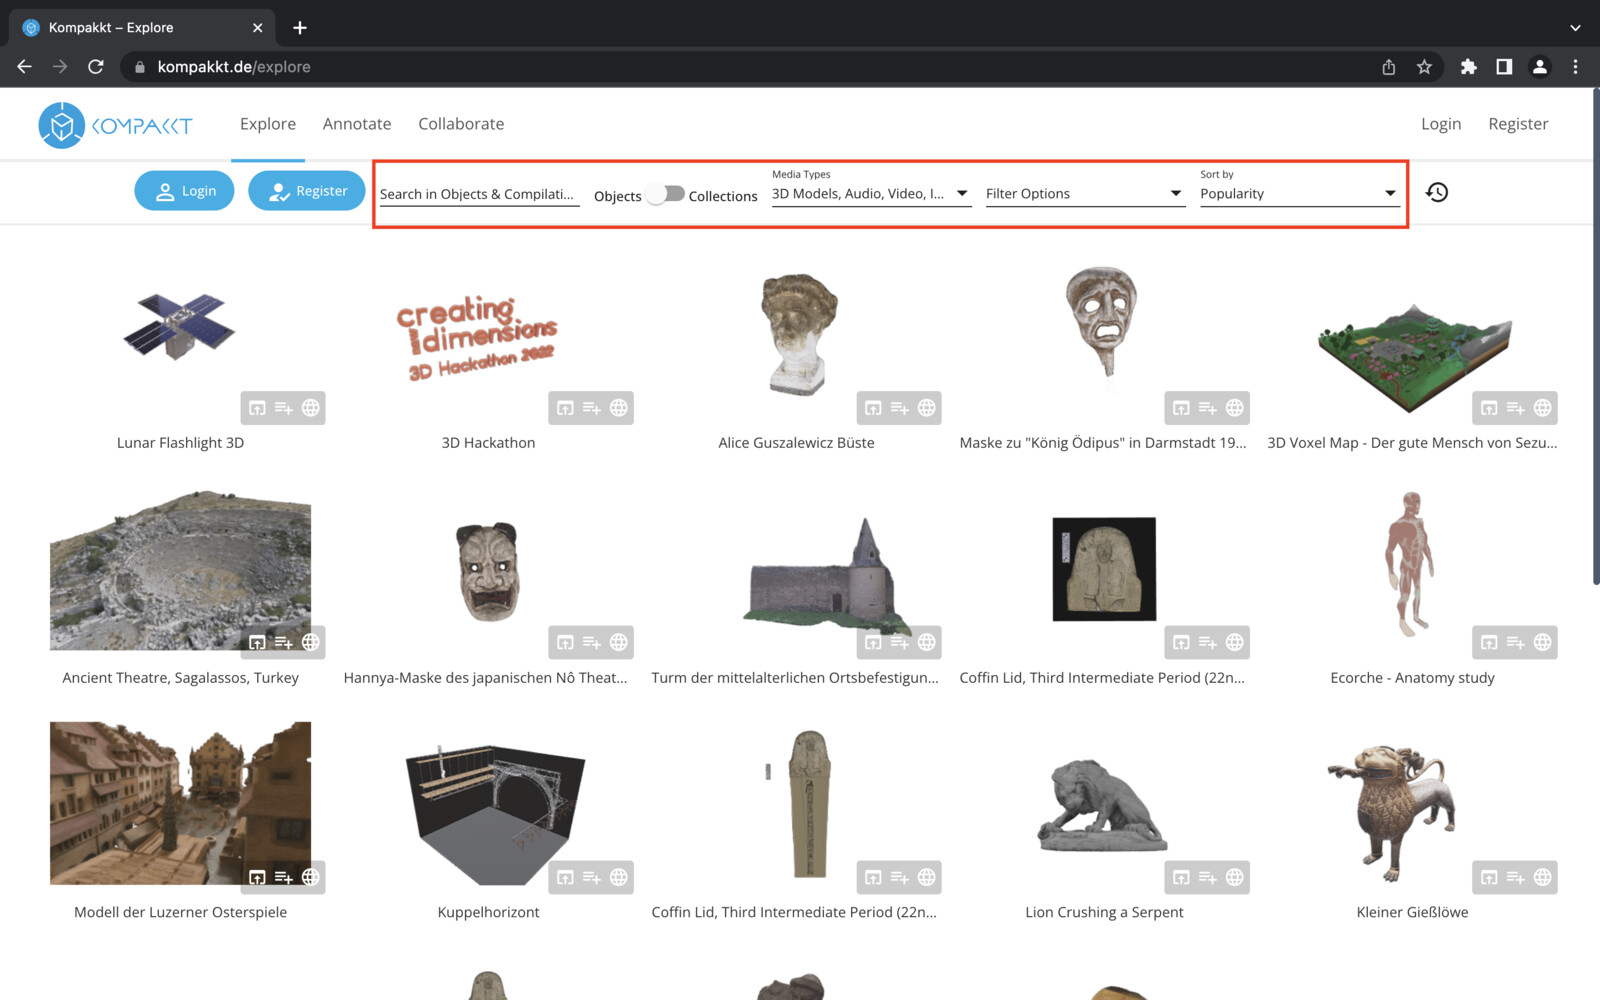 Kompakkt – Explore
kompakkt.de/explore
KOMPAKKT
Explore
Annotate
Collaborate
Login
Register
Login
Register
Search in Objects & Compilati...
Objects
Collections
Media Types
3D Models, Audio, Video, I...
Filter Options
Sort by
Popularity
creating
new
dimensions
3D Hackathon 2022
Lunar Flashlight 3D
3D Hackathon
Alice Guszalewicz Büste
Maske zu "König Ödipus" in Darmstadt 19...
3D Voxel Map - Der gute Mensch von Sezu...
Ancient Theatre, Sagalassos, Turkey
Hannya-Maske des japanischen Nô Theat...
Turm der mittelalterlichen Ortsbefestigun...
Coffin Lid, Third Intermediate Period (22n...
Ecorche - Anatomy study
Modell der Luzerner Osterspiele
Kuppelhorizont
Coffin Lid, Third Intermediate Period (22n...
Lion Crushing a Serpent
Kleiner Gießlöwe